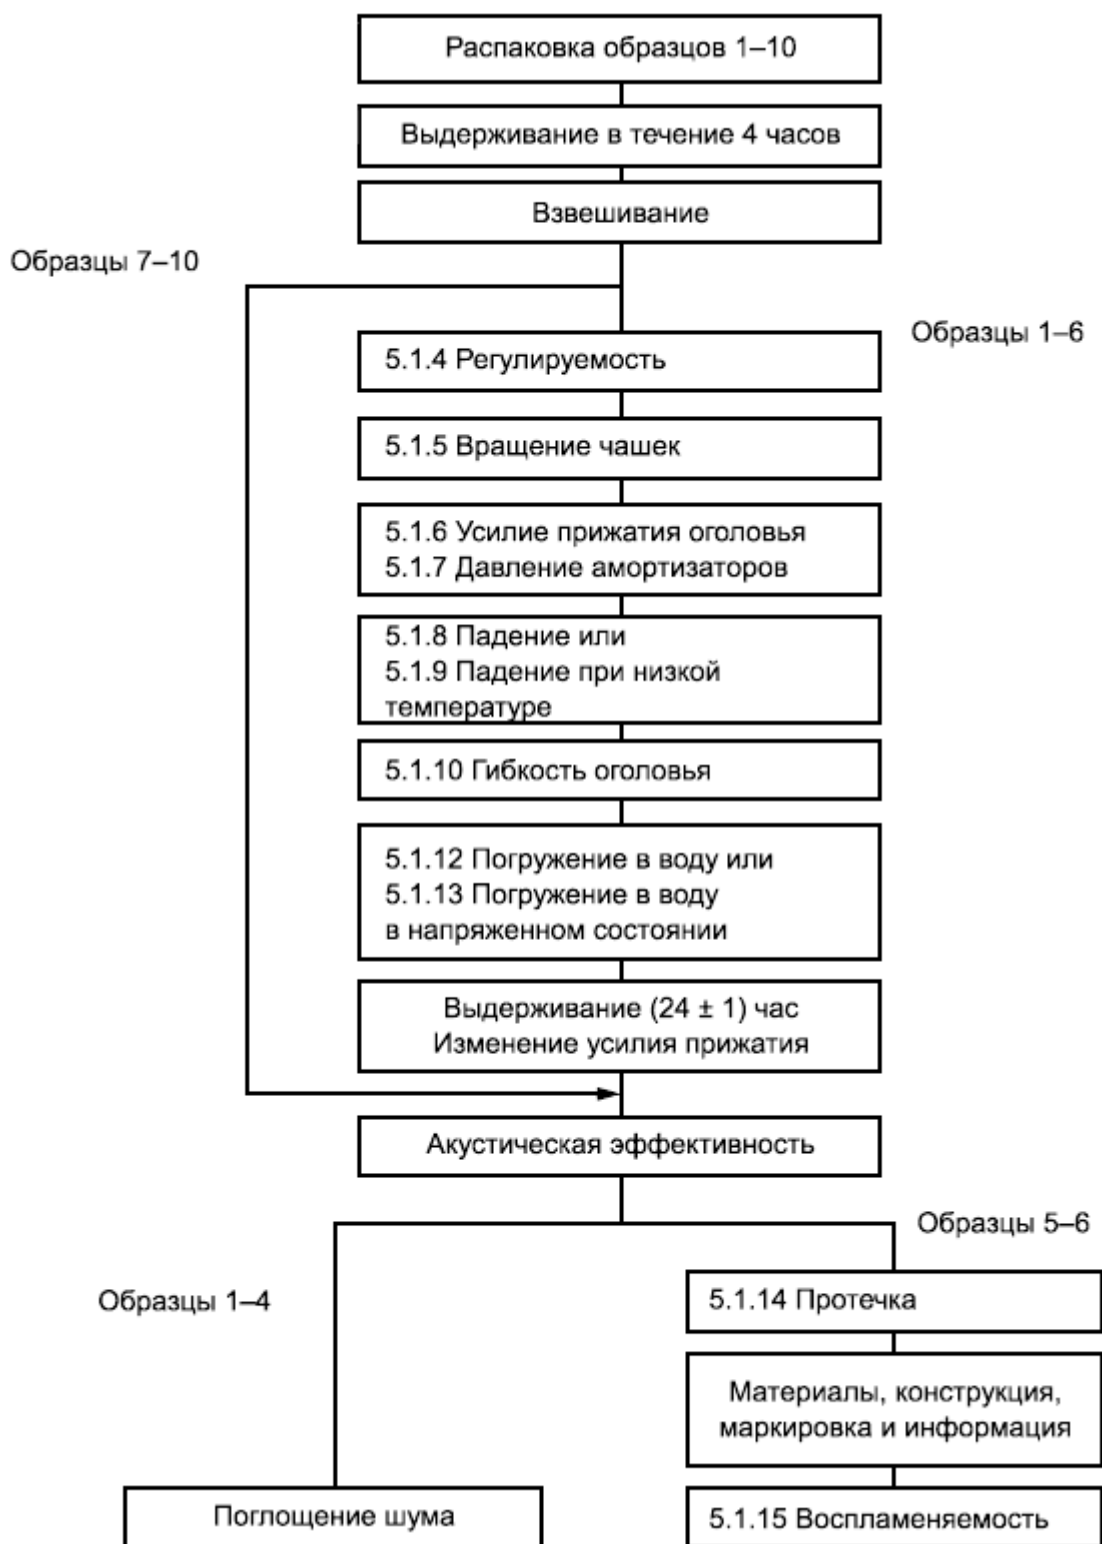 Распаковка образцов 1–10
Выдерживание в течение 4 часов
Взвешивание
Образцы 7–10
Образцы 1–6
5.1.4 Регулируемость
5.1.5 Вращение чашек
5.1.6 Усилие прижатия оголовья
5.1.7 Давление амортизаторов
5.1.8 Падение или
5.1.9 Падение при низкой
температуре
5.1.10 Гибкость оголовья
5.1.12 Погружение в воду или
5.1.13 Погружение в воду
в напряженном состоянии
Выдерживание (24 ± 1) час
Изменение усилия прижатия
Акустическая эффективность
Образцы 5–6
Образцы 1–4
5.1.14 Протечка
Материалы, конструкция,
маркировка и информация
Поглощение шума
5.1.15 Воспламеняемость